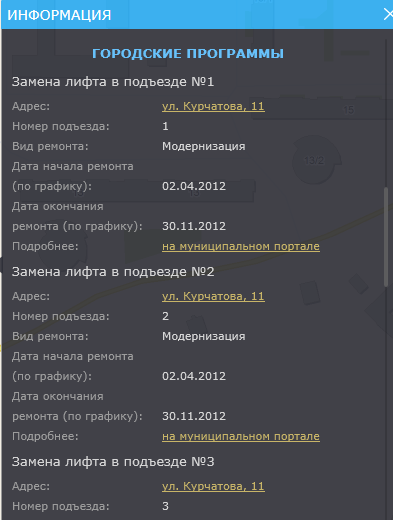 ИНФОРМАЦИЯ
ГОРОДСКИЕ ПРОГРАММЫ
Замена лифта в подъезде №1
Адрес: ул. Курчатова, 11
Номер подъезда: 1
Вид ремонта: Модернизация
Дата начала ремонта
(по графику): 02.04.2012
Дата окончания
ремонта (по графику): 30.11.2012
Подробнее: на муниципальном портале
Замена лифта в подъезде №2
Адрес: ул. Курчатова, 11
Номер подъезда: 2
Вид ремонта: Модернизация
Дата начала ремонта
(по графику): 02.04.2012
Дата окончания
ремонта (по графику): 30.11.2012
Подробнее: на муниципальном портале
Замена лифта в подъезде №3
Адрес: ул. Курчатова, 11
Номер подъезда: 3